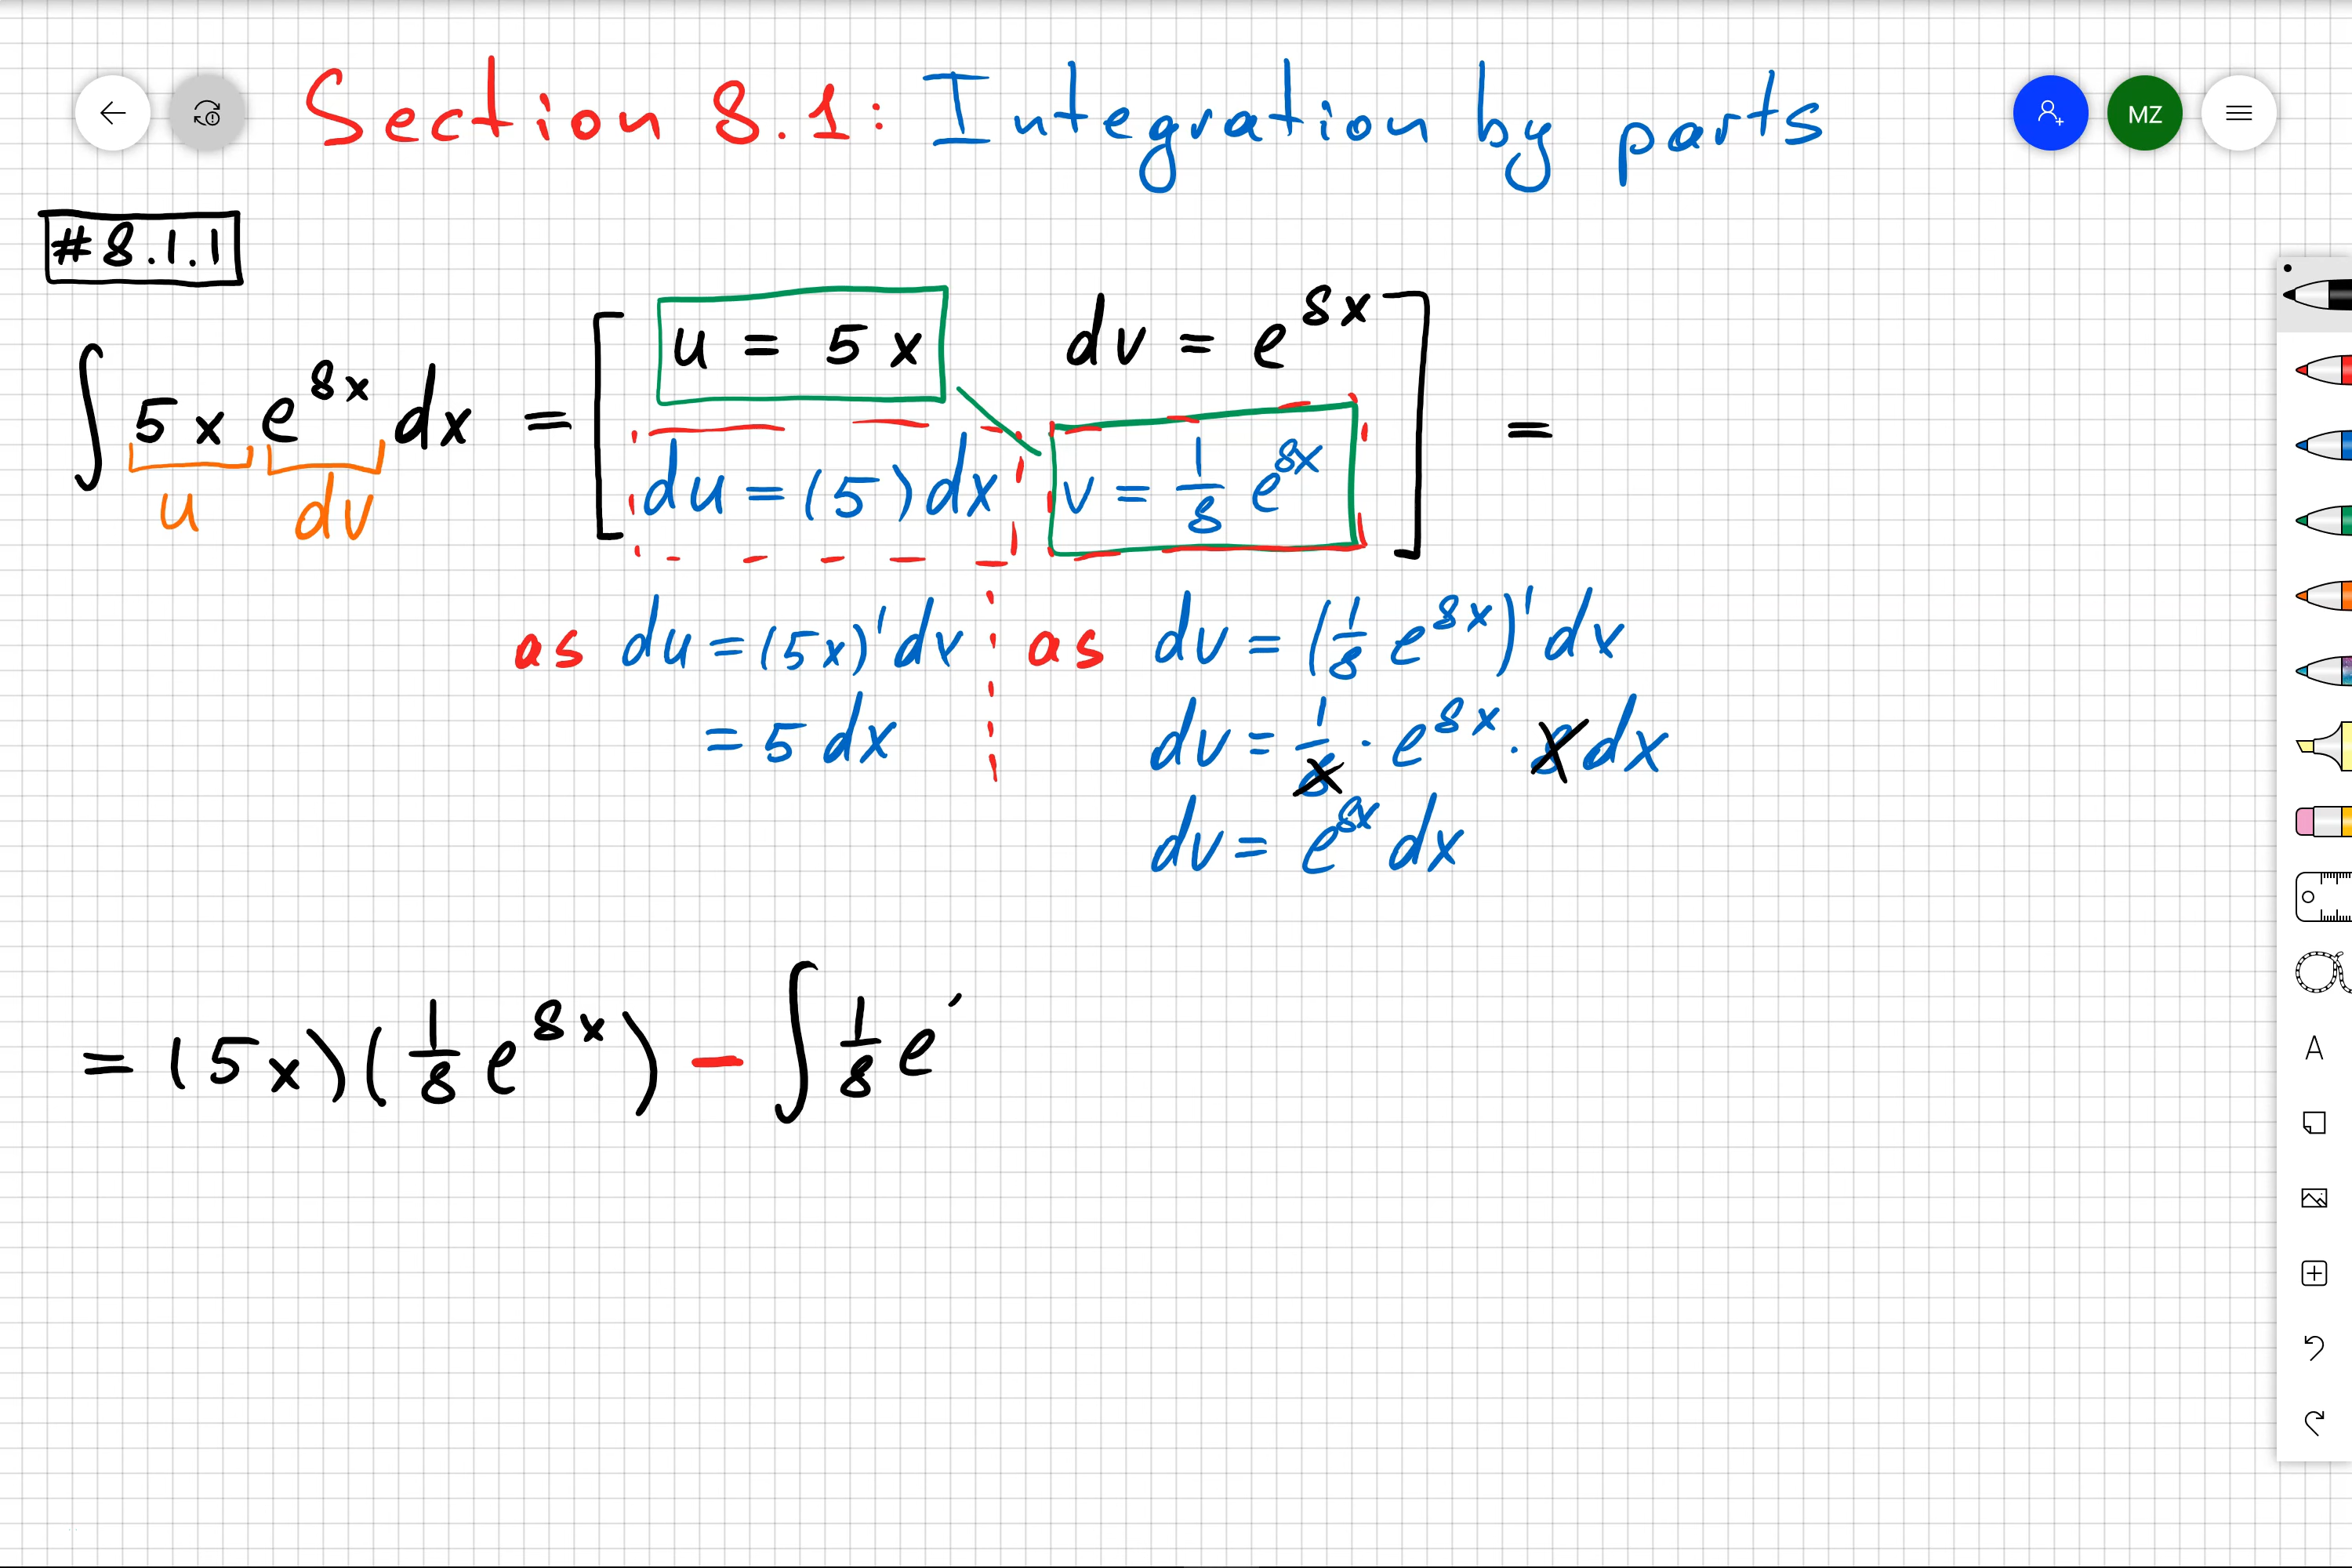 Section 8.1: Integration by parts
MZ
#8.1.1
∫ 5x e^{8x} dx = [ u = 5x dv = e^{8x} ] =
u dv
du = (5) dx v = 1/8 e^{8x}
as du = (5x)' dv as dv = (1/8 e^{8x})' dx
= 5 dx dv = 1/8 · e^{8x} · 8 dx
dv = e^{8x} dx
= (5x)(1/8 e^{8x}) - ∫ 1/8 e
A